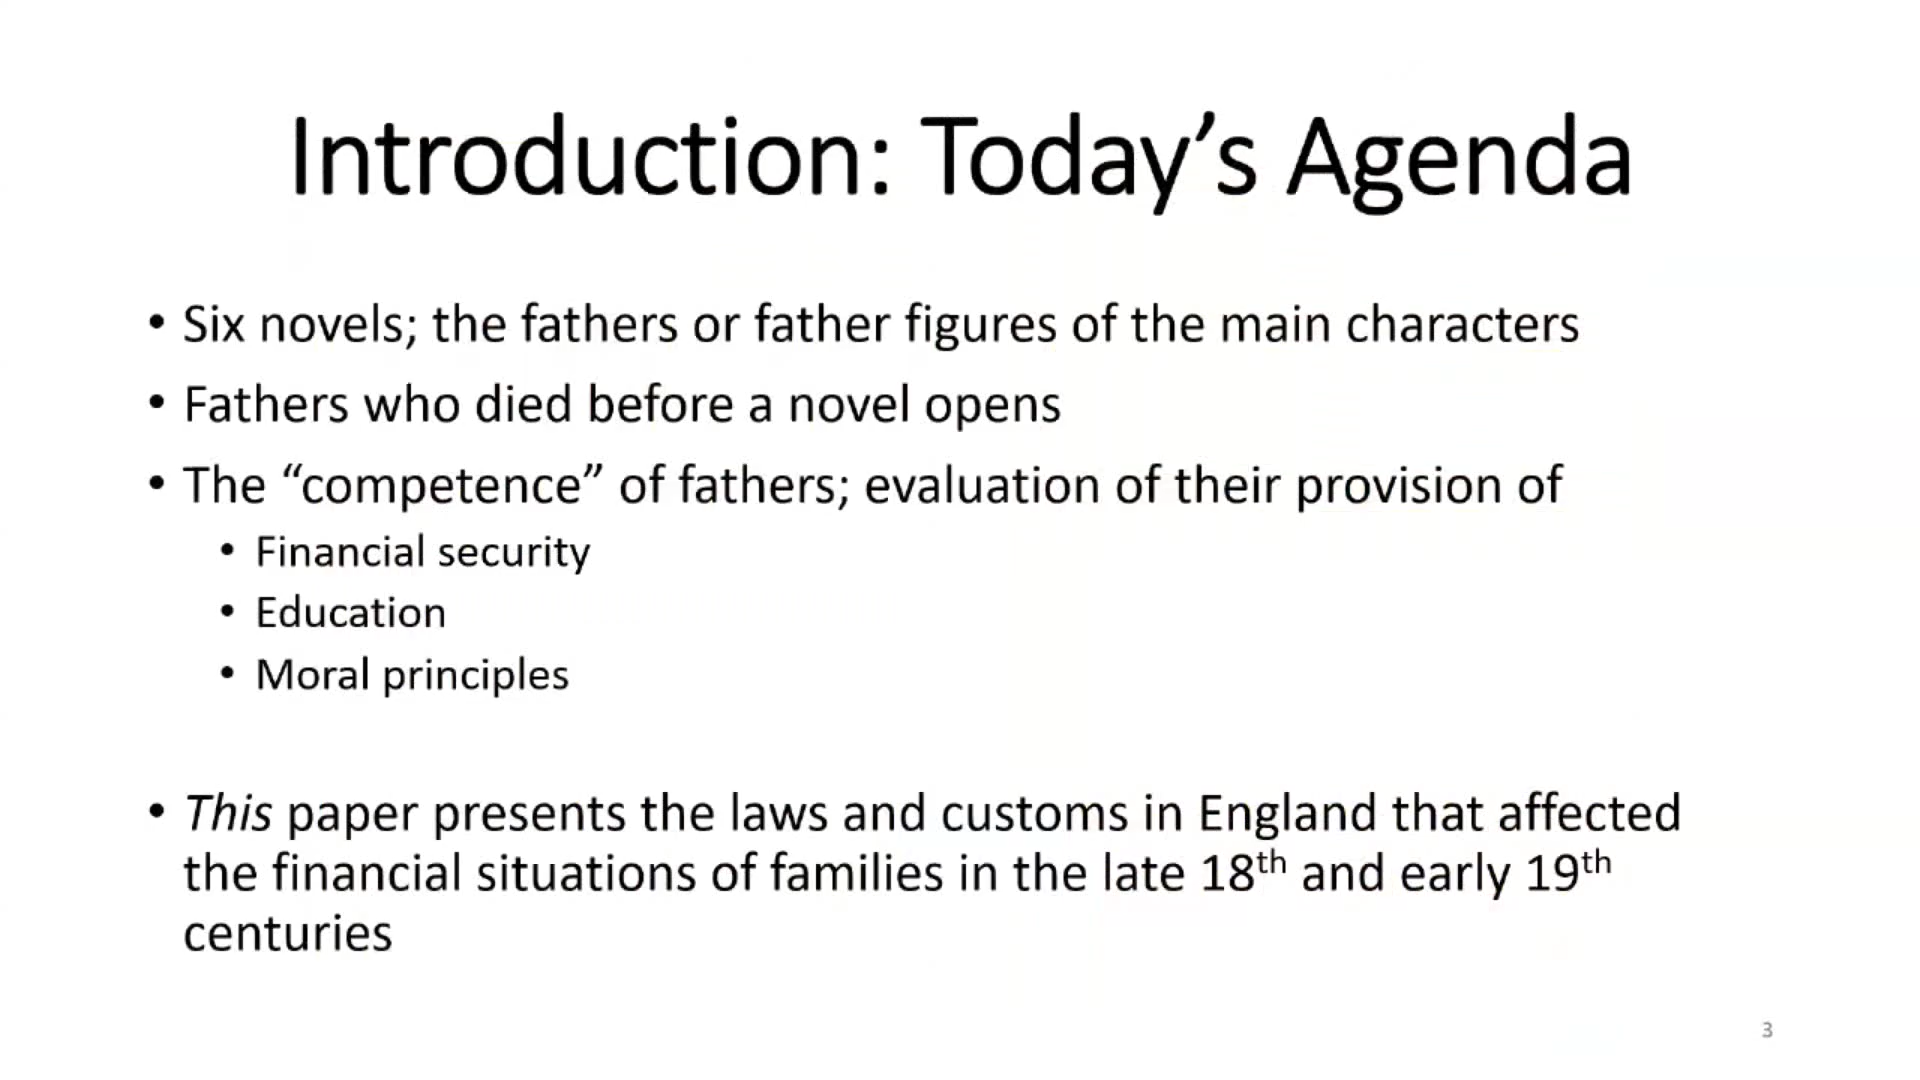 Introduction: Today’s Agenda
• Six novels; the fathers or father figures of the main characters
• Fathers who died before a novel opens
• The “competence” of fathers; evaluation of their provision of
• Financial security
• Education
• Moral principles
• This paper presents the laws and customs in England that affected
the financial situations of families in the late 18th and early 19th
centuries
3